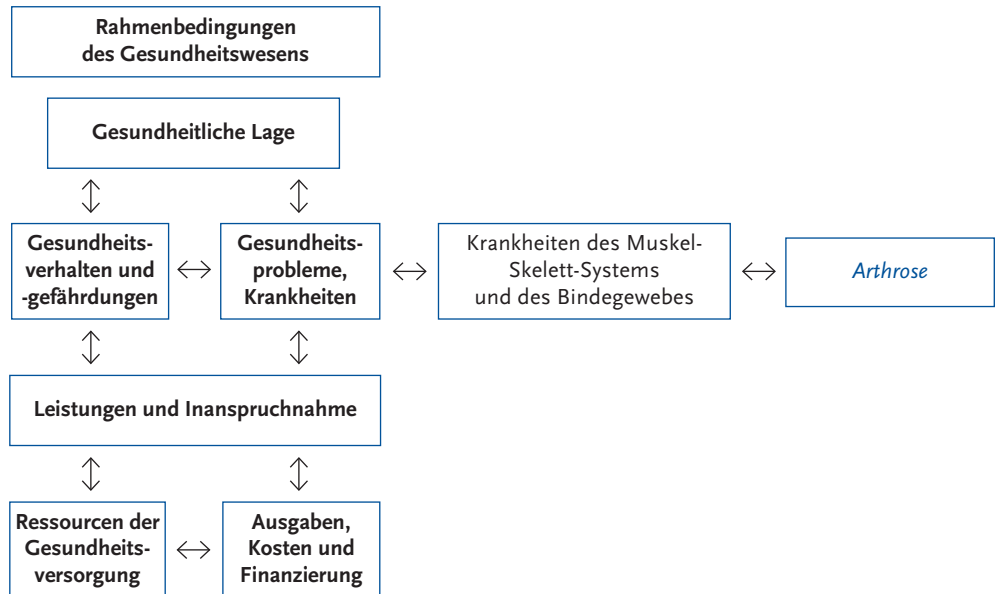 Rahmenbedingungen
des Gesundheitswesens
Gesundheitliche Lage
Gesundheits-
verhalten und
-gefährdungen
Gesundheits-
probleme,
Krankheiten
Krankheiten des Muskel-
Skelett-Systems
und des Bindegewebes
Arthrose
Leistungen und Inanspruchnahme
Ressourcen der
Gesundheits-
versorgung
Ausgaben,
Kosten und
Finanzierung